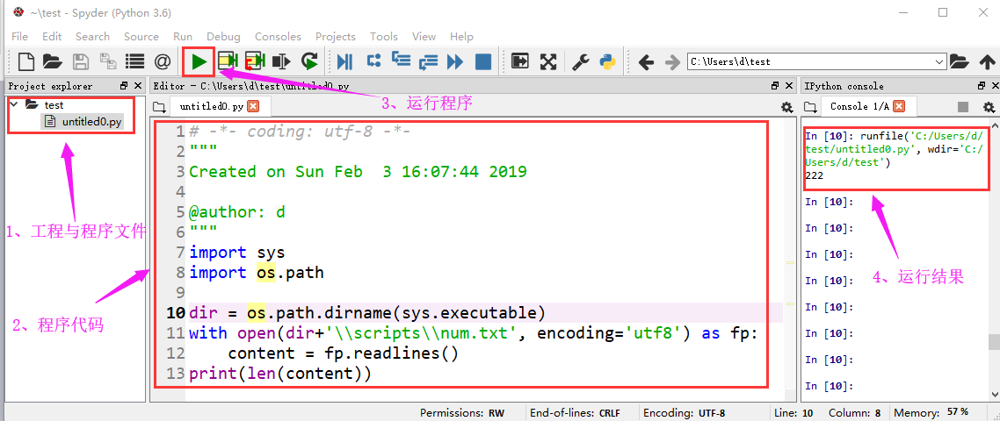 ~\test - Spyder (Python 3.6)
File Edit Search Source Run Debug Consoles Projects Tools View Help
C:\Users\d\test
Project explorer
test
untitled0.py
1、工程与程序文件
2、程序代码
Editor - C:\Users\d\test\untitled0.py
3、运行程序
untitled0.py
1 # -*- coding: utf-8 -*-
2 """
3 Created on Sun Feb  3 16:07:44 2019
4
5 @author: d
6 """
7 import sys
8 import os.path
9
10 dir = os.path.dirname(sys.executable)
11 with open(dir+'\\scripts\\num.txt', encoding='utf8') as fp:
12     content = fp.readlines()
13 print(len(content))
IPython console
Console 1/A
In [10]: runfile('C:/Users/d/
test/untitled0.py', wdir='C:/
Users/d/test')
222
In [10]:
In [10]:
In [10]:
In [10]:
4、运行结果
In [10]:
In [10]:
In [10]:
In [10]:
Permissions: RW End-of-lines: CRLF Encoding: UTF-8 Line: 10 Column: 8 Memory: 57 %